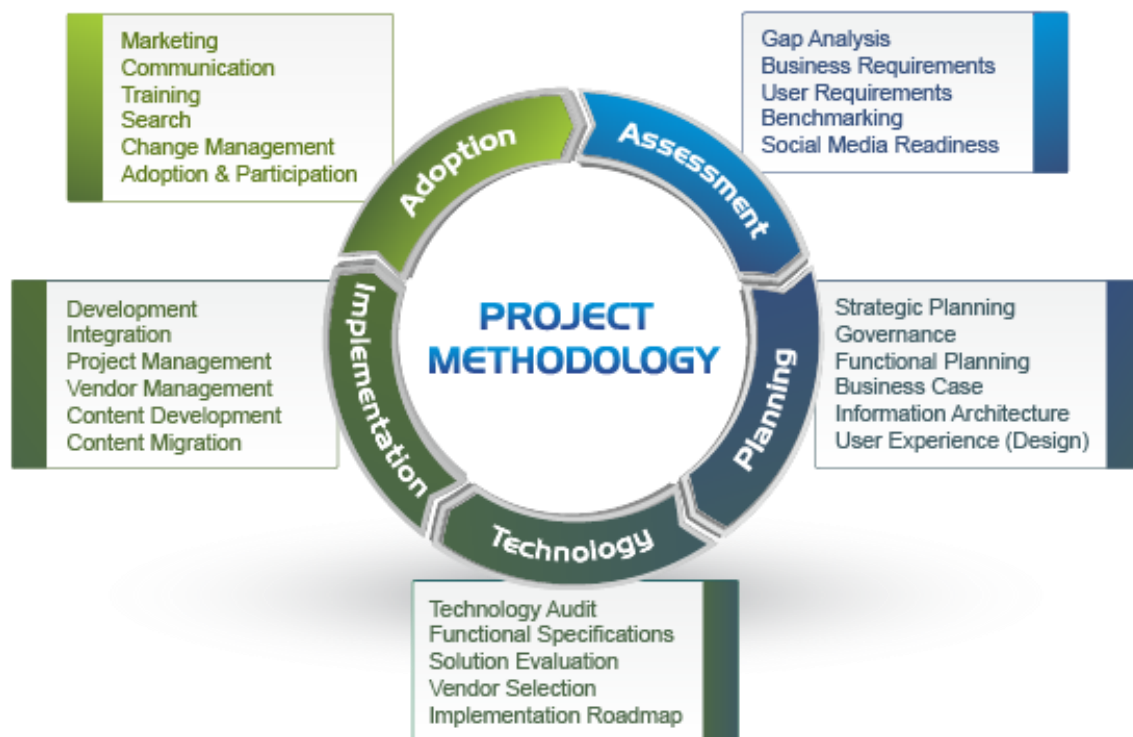 Marketing
Communication
Training
Search
Change Management
Adoption & Participation
Gap Analysis
Business Requirements
User Requirements
Benchmarking
Social Media Readiness
Adoption
Assessment
PROJECT
METHODOLOGY
Development
Integration
Project Management
Vendor Management
Content Development
Content Migration
Implementation
Planning
Strategic Planning
Governance
Functional Planning
Business Case
Information Architecture
User Experience (Design)
Technology
Technology Audit
Functional Specifications
Solution Evaluation
Vendor Selection
Implementation Roadmap